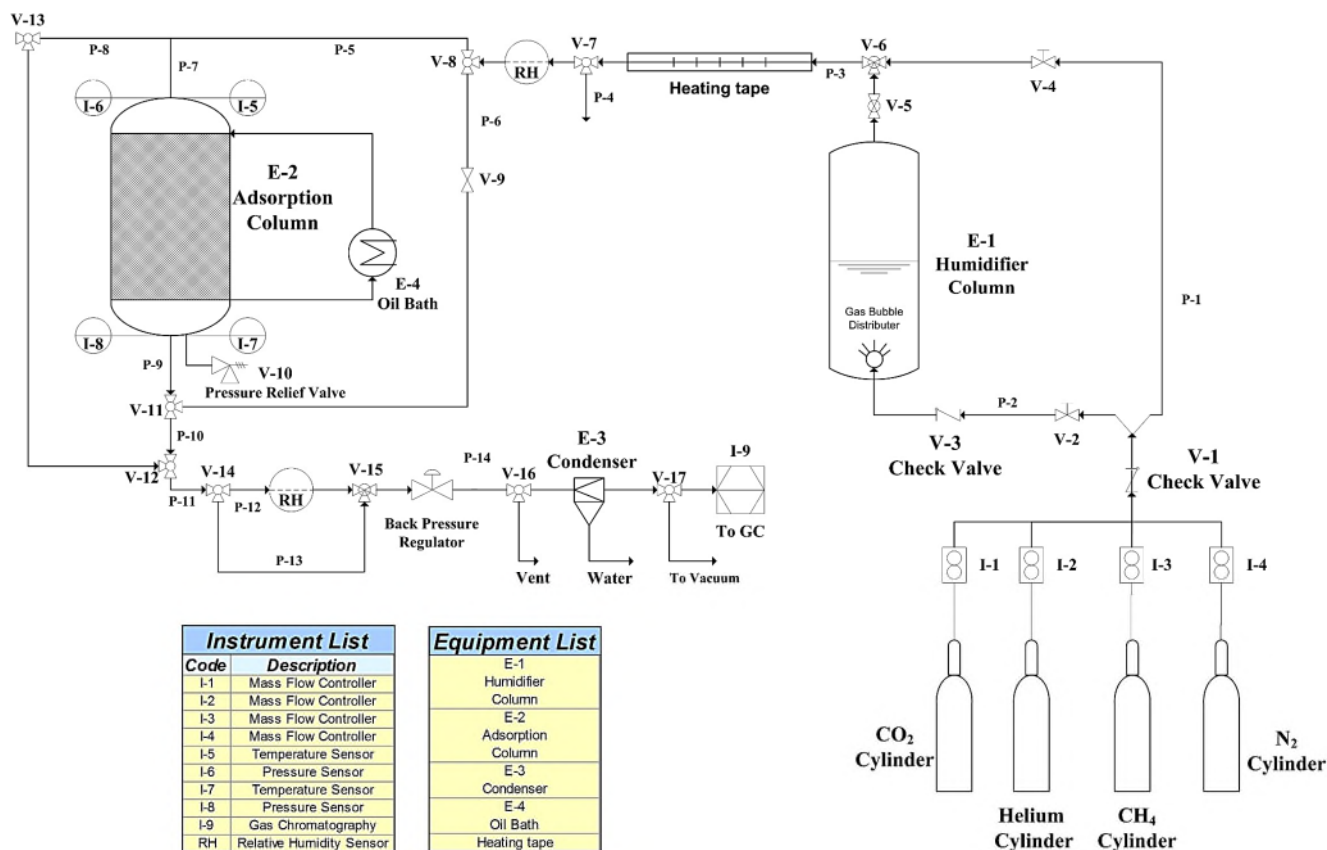 V-13
P-8
P-5
V-8
RH
V-7
P-4
Heating tape
P-3
V-6
V-4
V-5
P-7
I-6
I-5
P-6
V-9
E-2
Adsorption
Column
E-4
Oil Bath
E-1
Humidifier
Column
P-1
Gas Bubble
Distributer
I-8
I-7
P-9
V-10
Pressure Relief Valve
V-11
P-10
V-12
P-2
V-2
V-3
Check Valve
V-1
Check Valve
P-11
V-14
P-12
RH
V-15
P-13
P-14
Back Pressure
Regulator
V-16
E-3
Condenser
V-17
I-9
To GC
Vent
Water
To Vacuum
I-1
I-2
I-3
I-4
CO2
Cylinder
Helium
Cylinder
CH4
Cylinder
N2
Cylinder
Instrument List
Code Description
I-1 Mass Flow Controller
I-2 Mass Flow Controller
I-3 Mass Flow Controller
I-4 Mass Flow Controller
I-5 Temperature Sensor
I-6 Pressure Sensor
I-7 Temperature Sensor
I-8 Pressure Sensor
I-9 Gas Chromatography
RH Relative Humidity Sensor
Equipment List
E-1
Humidifier
Column
E-2
Adsorption
Column
E-3
Condenser
E-4
Oil Bath
Heating tape